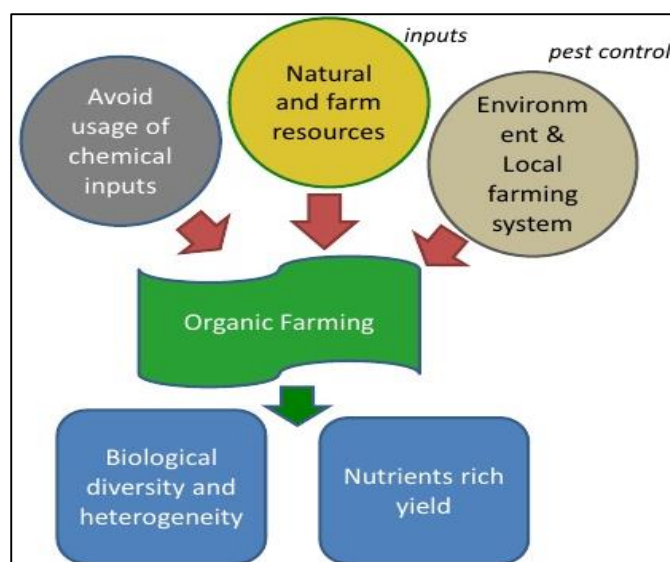 inputs
pest control
Avoid
usage of
chemical
inputs
Natural
and farm
resources
Environm
ent &
Local
farming
system
Organic Farming
Biological
diversity and
heterogeneity
Nutrients rich
yield